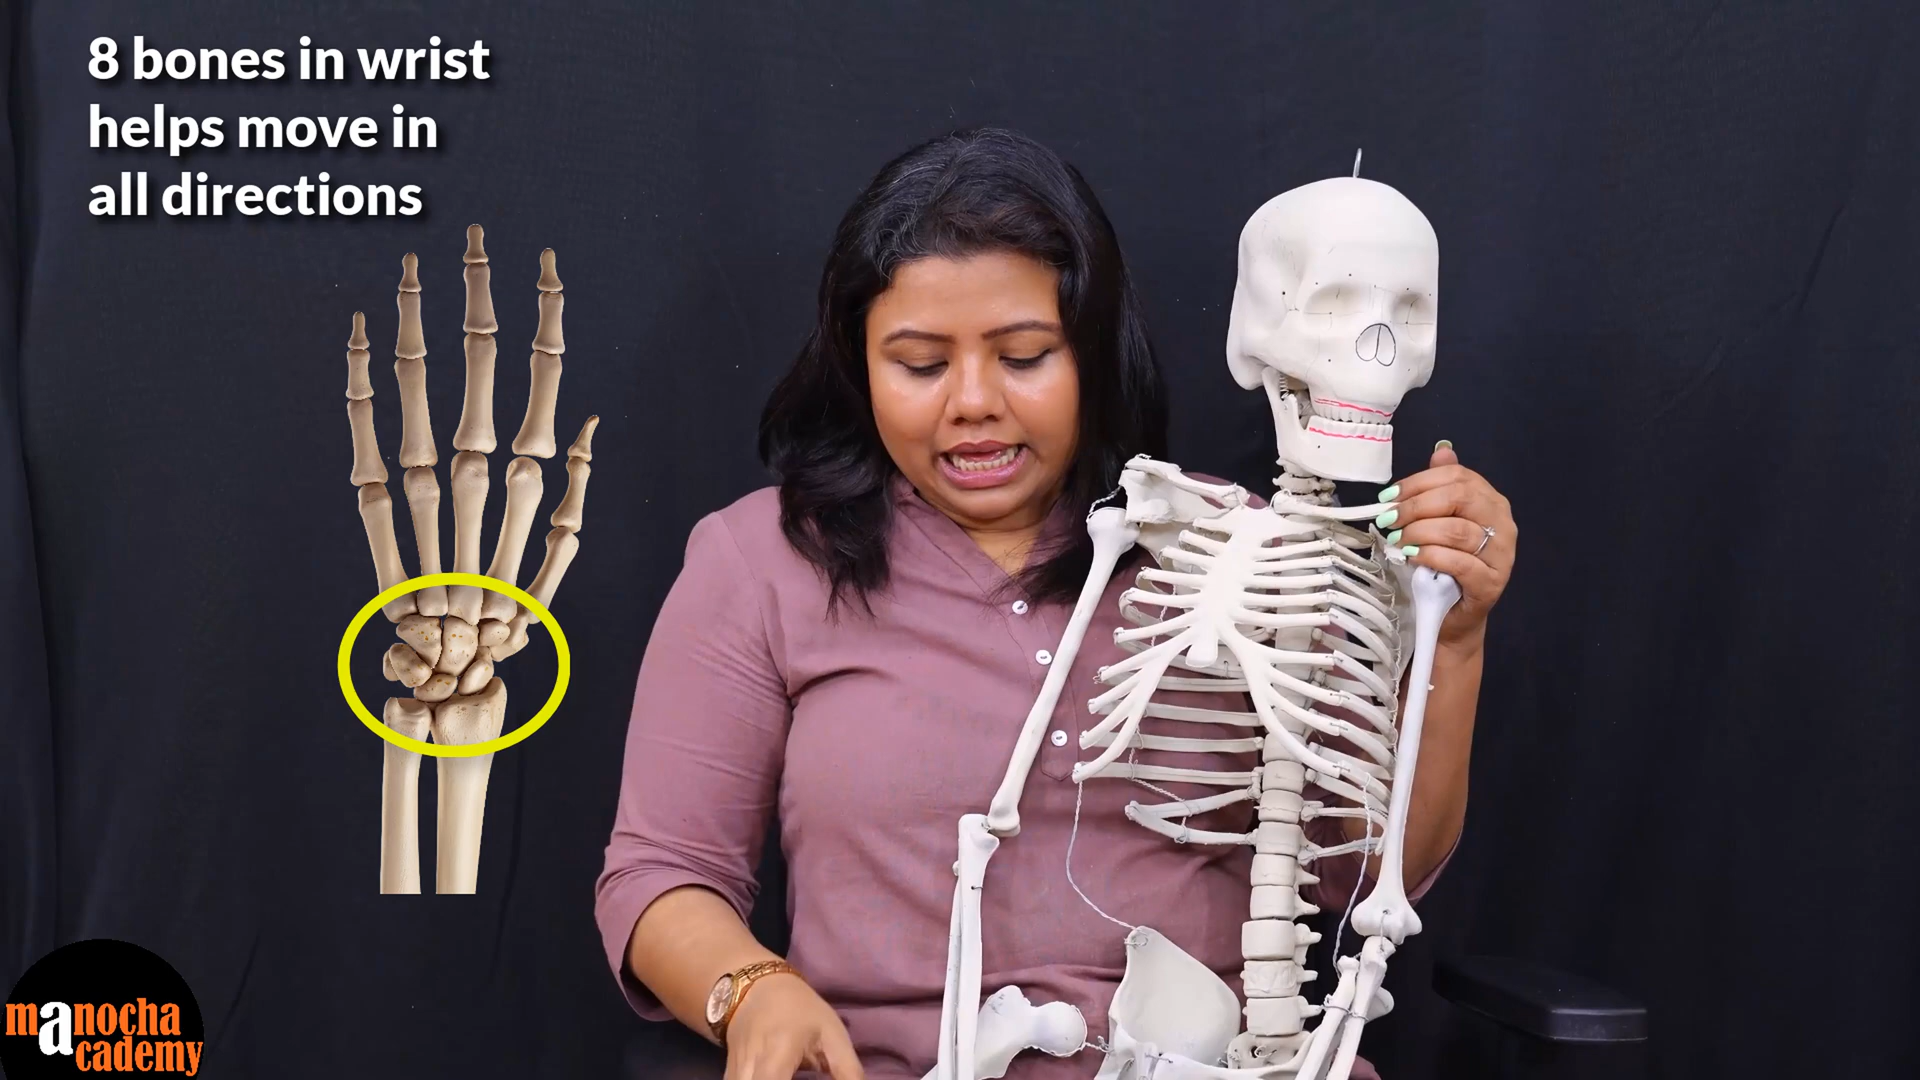 8 bones in wrist
helps move in
all directions
manocha
academy